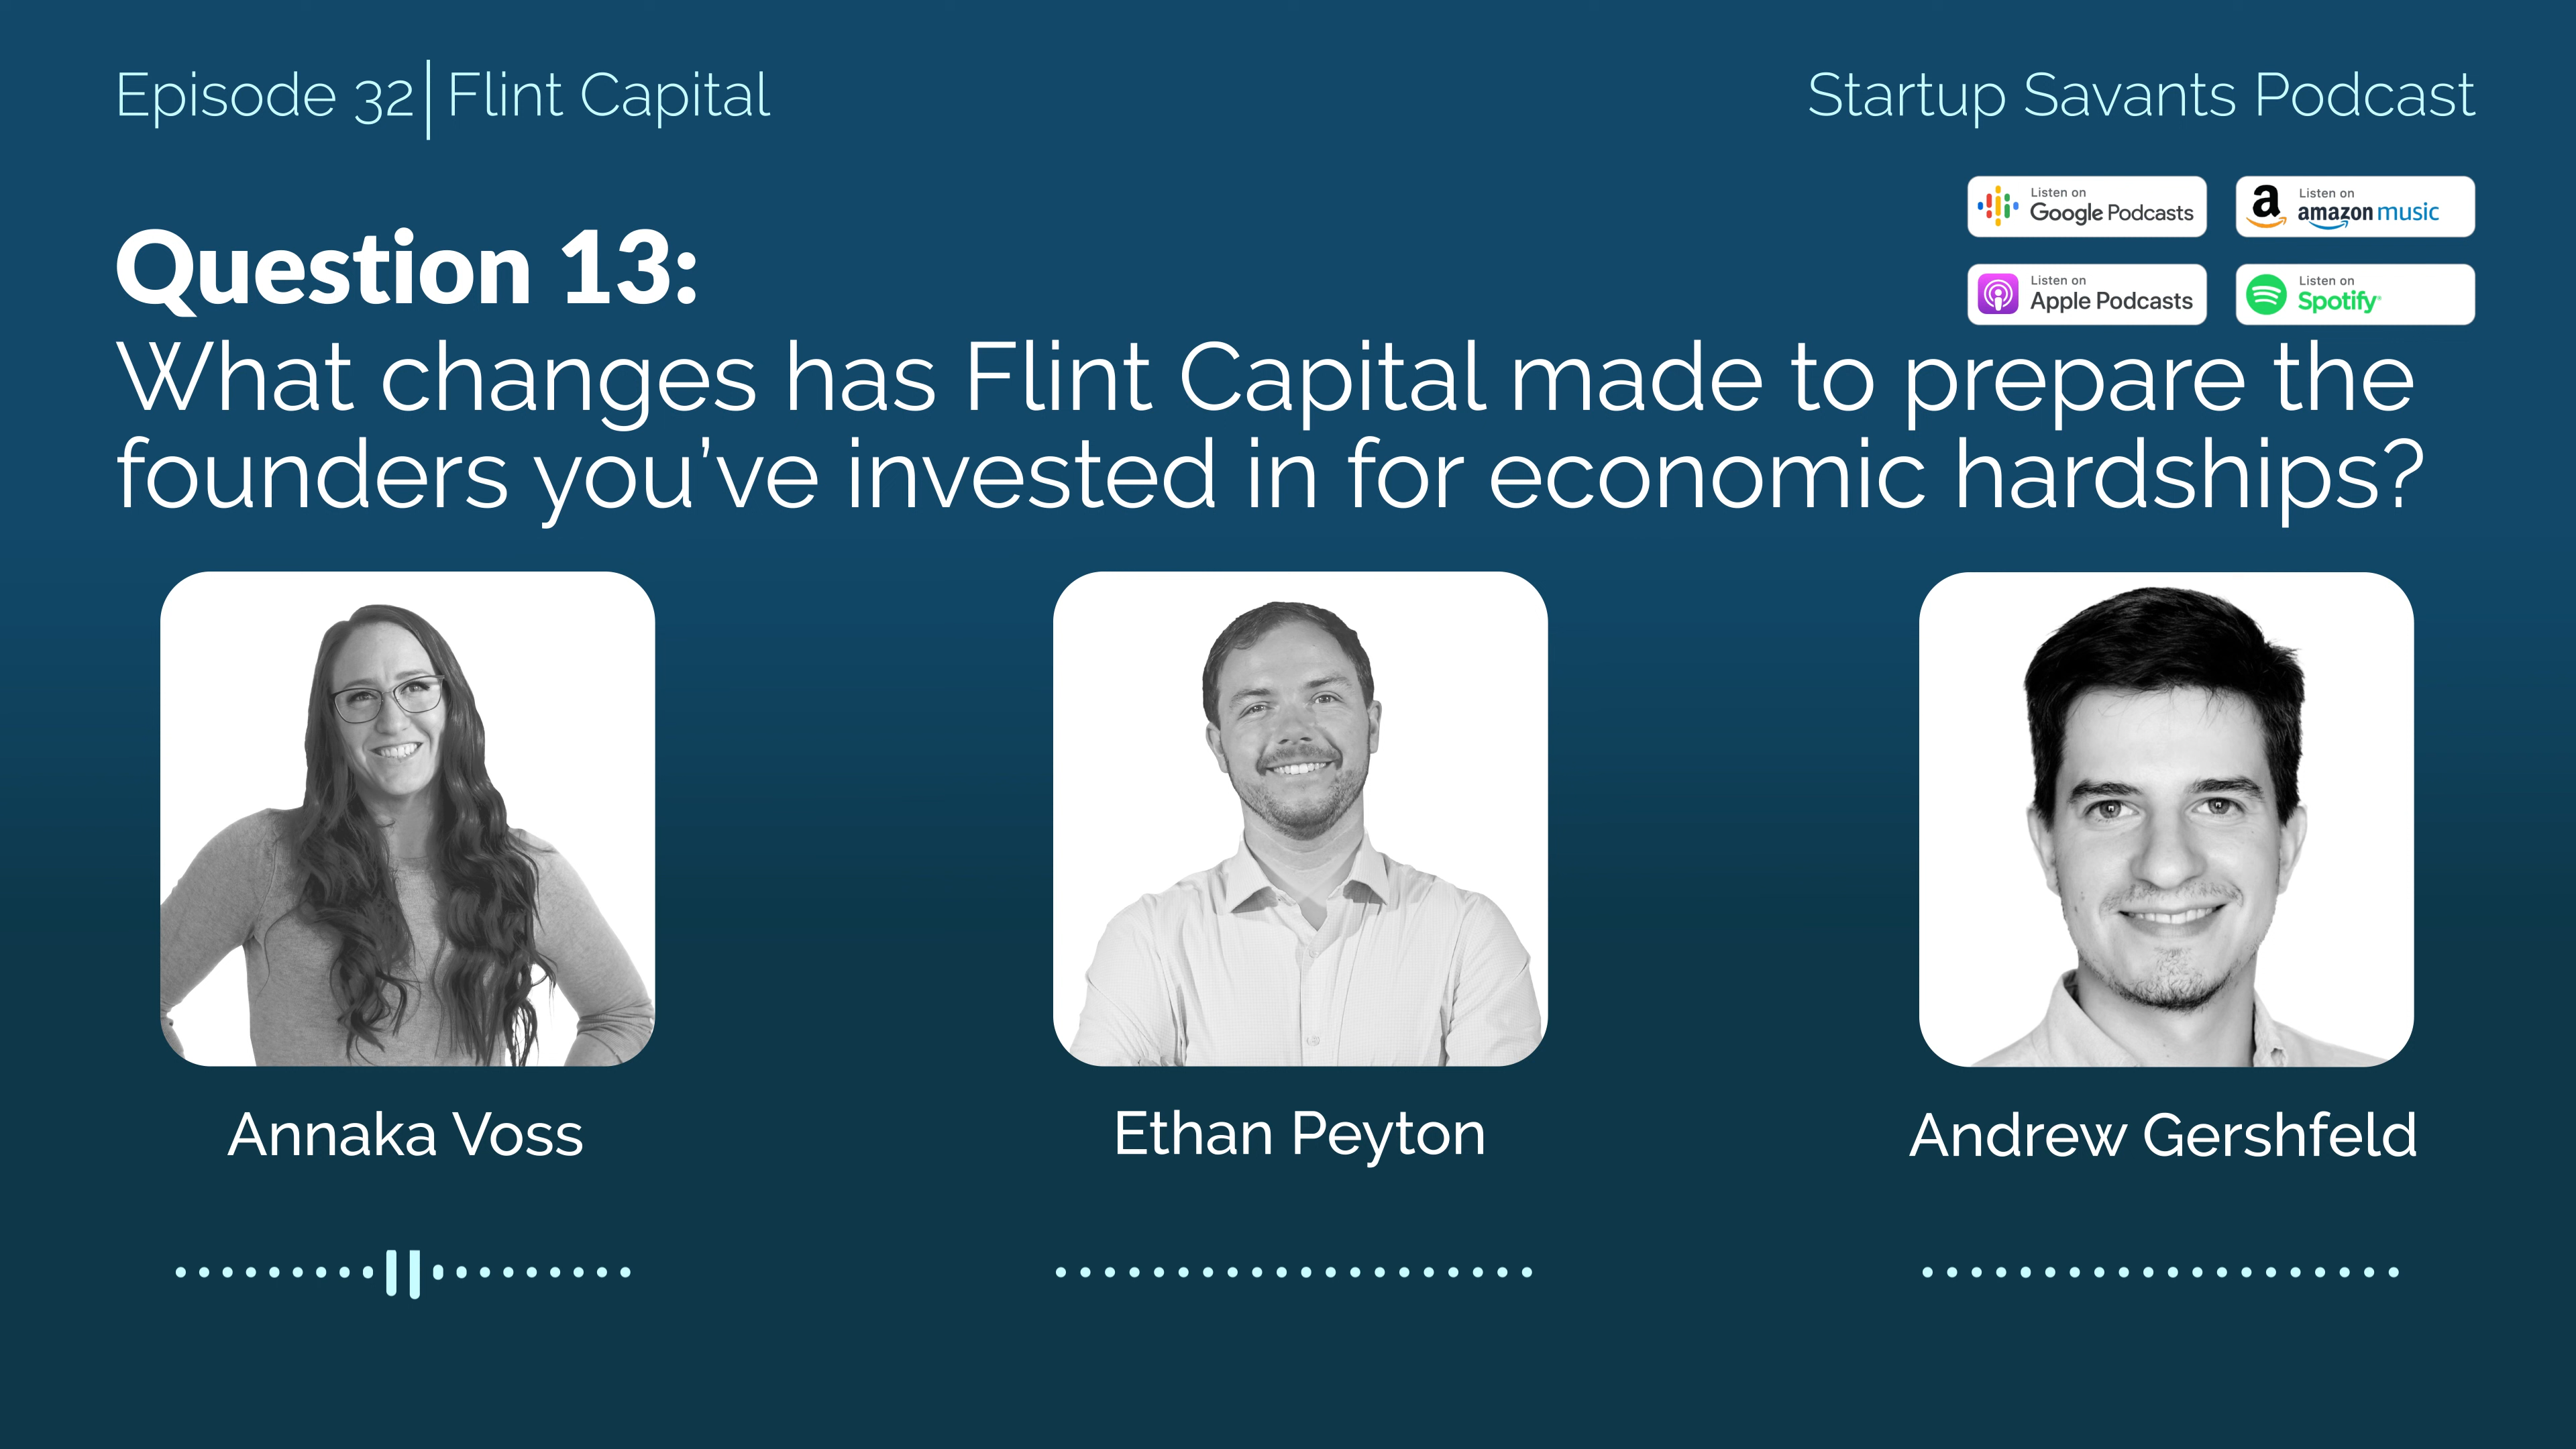 Episode 32 | Flint Capital
Startup Savants Podcast
Listen on
Google Podcasts
a
Listen on
amazon music
Listen on
Apple Podcasts
Listen on
Spotify
Question 13:
What changes has Flint Capital made to prepare the
founders you’ve invested in for economic hardships?
Annaka Voss
Ethan Peyton
Andrew Gershfeld